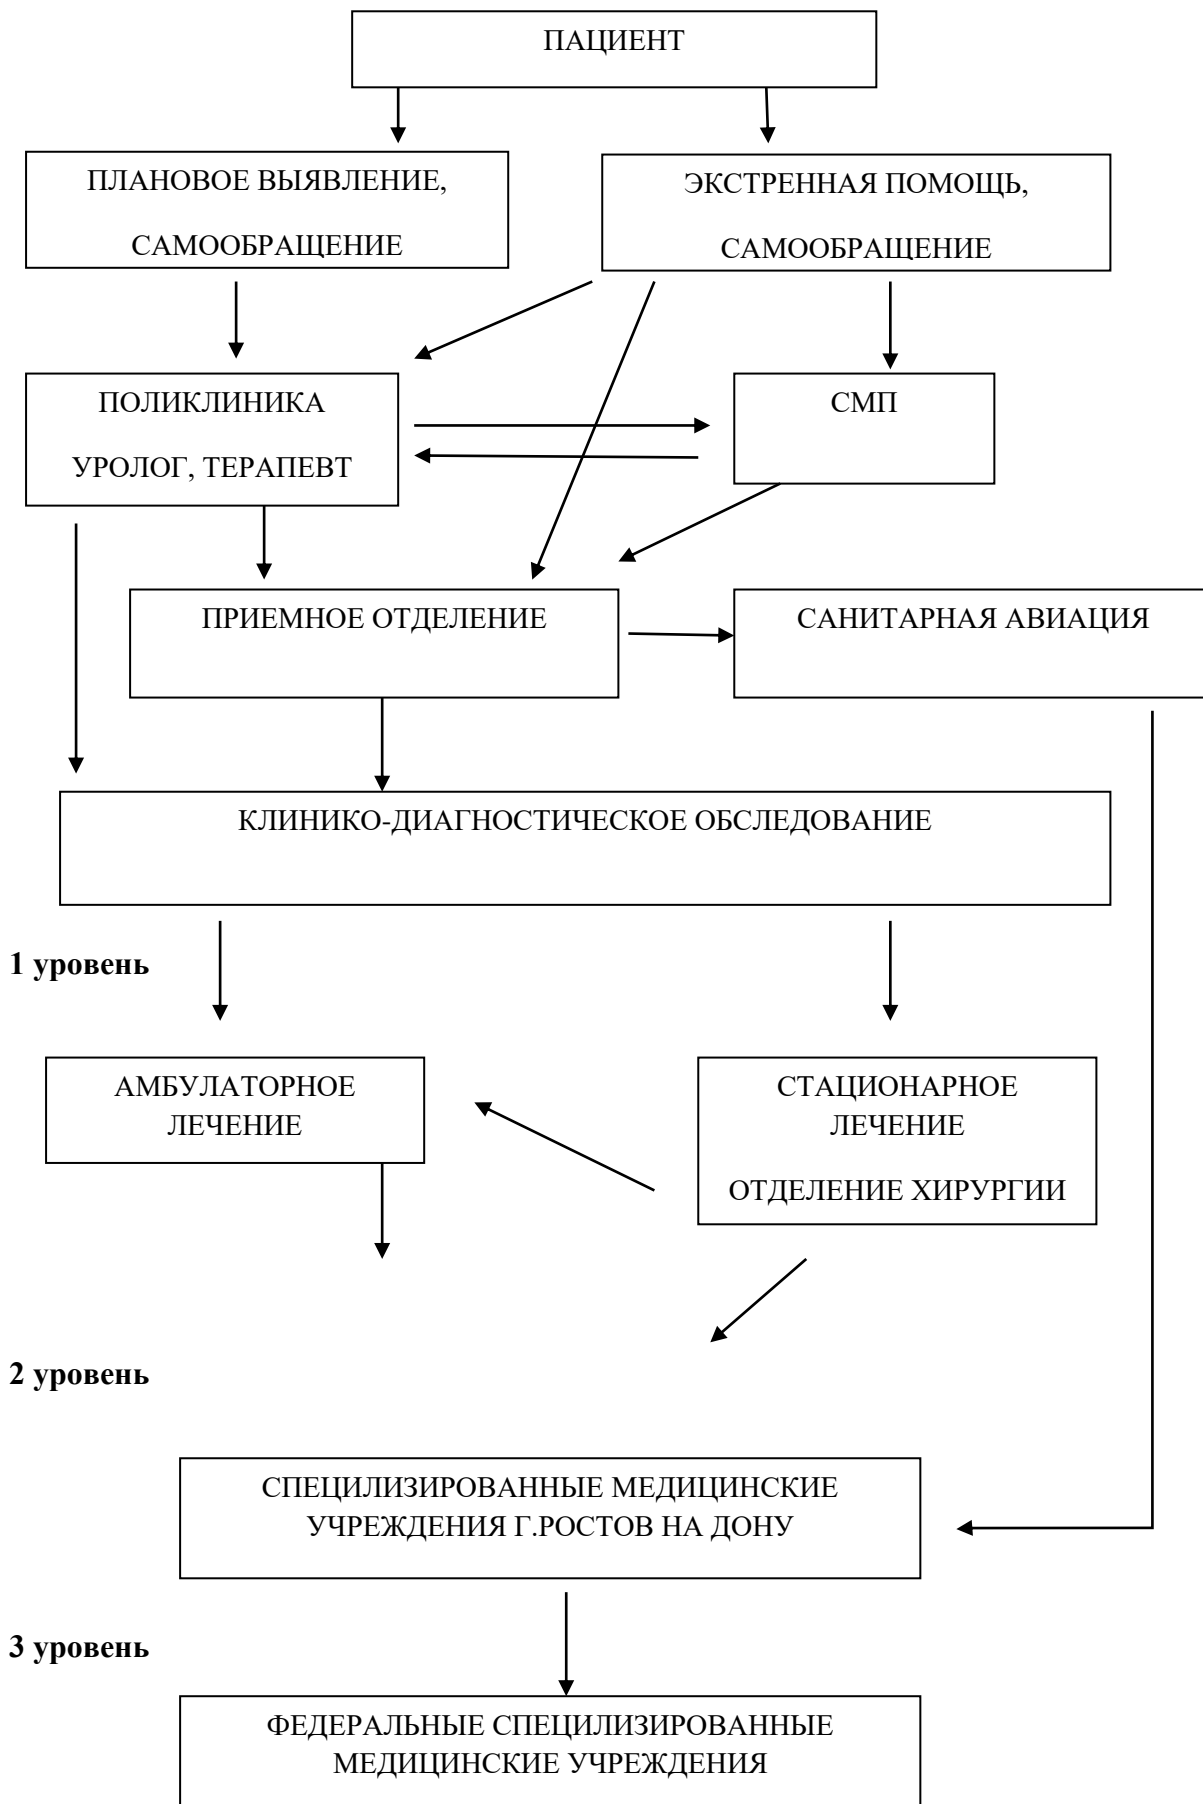 ПАЦИЕНТ
ПЛАНОВОЕ ВЫЯВЛЕНИЕ,
САМООБРАЩЕНИЕ
ЭКСТРЕННАЯ ПОМОЩЬ,
САМООБРАЩЕНИЕ
ПОЛИКЛИНИКА
УРОЛОГ, ТЕРАПЕВТ
СМП
ПРИЕМНОЕ ОТДЕЛЕНИЕ
САНИТАРНАЯ АВИАЦИЯ
КЛИНИКО-ДИАГНОСТИЧЕСКОЕ ОБСЛЕДОВАНИЕ
1 уровень
АМБУЛАТОРНОЕ
ЛЕЧЕНИЕ
СТАЦИОНАРНОЕ
ЛЕЧЕНИЕ
ОТДЕЛЕНИЕ ХИРУРГИИ
2 уровень
СПЕЦИЛИЗИРОВАННЫЕ МЕДИЦИНСКИЕ
УЧРЕЖДЕНИЯ Г.РОСТОВ НА ДОНУ
3 уровень
ФЕДЕРАЛЬНЫЕ СПЕЦИЛИЗИРОВАННЫЕ
МЕДИЦИНСКИЕ УЧРЕЖДЕНИЯ